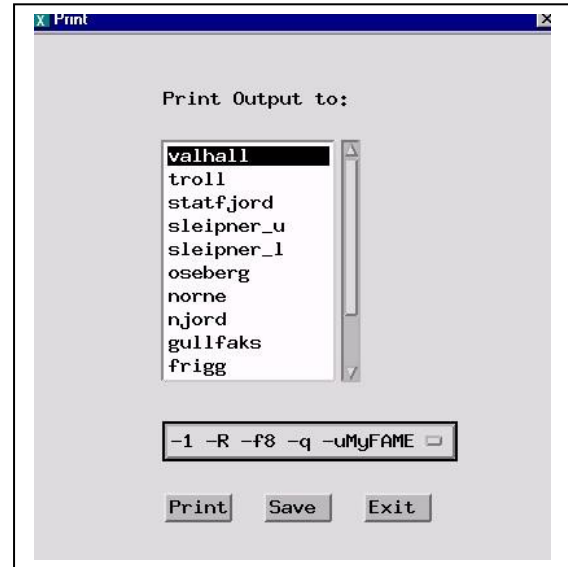 X Print
Print Output to:
valhall
troll
statfjord
sleipner_u
sleipner_l
oseberg
norne
njord
gullfaks
frigg
-1 -R -f8 -q -uMyFAME
Print Save Exit